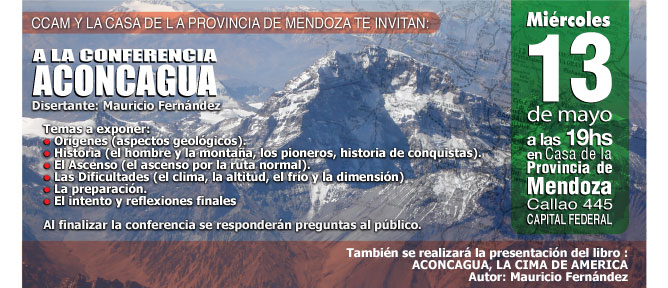 CCAM Y LA CASA DE LA PROVINCIA DE MENDOZA TE INVITAN:
A LA CONFERENCIA
ACONCAGUA
Disertante: Mauricio Fernández
Temas a exponer:
Origenes (aspectos geológicos).
Historia (el hombre y la montaña, los pioneros, historia de conquistas).
El Ascenso (el ascenso por la ruta normal).
Las Dificultades (el clima, la altitud, el frío y la dimensión)
La preparación.
El intento y reflexiones finales
Al finalizar la conferencia se responderán preguntas al público.
Miércoles
13
de mayo
a las 19hs
en Casa de la
Provincia de
Mendoza
Callao 445
CAPITAL FEDERAL
También se realizará la presentación del libro :
ACONCAGUA, LA CIMA DE AMERICA
Autor: Mauricio Fernández